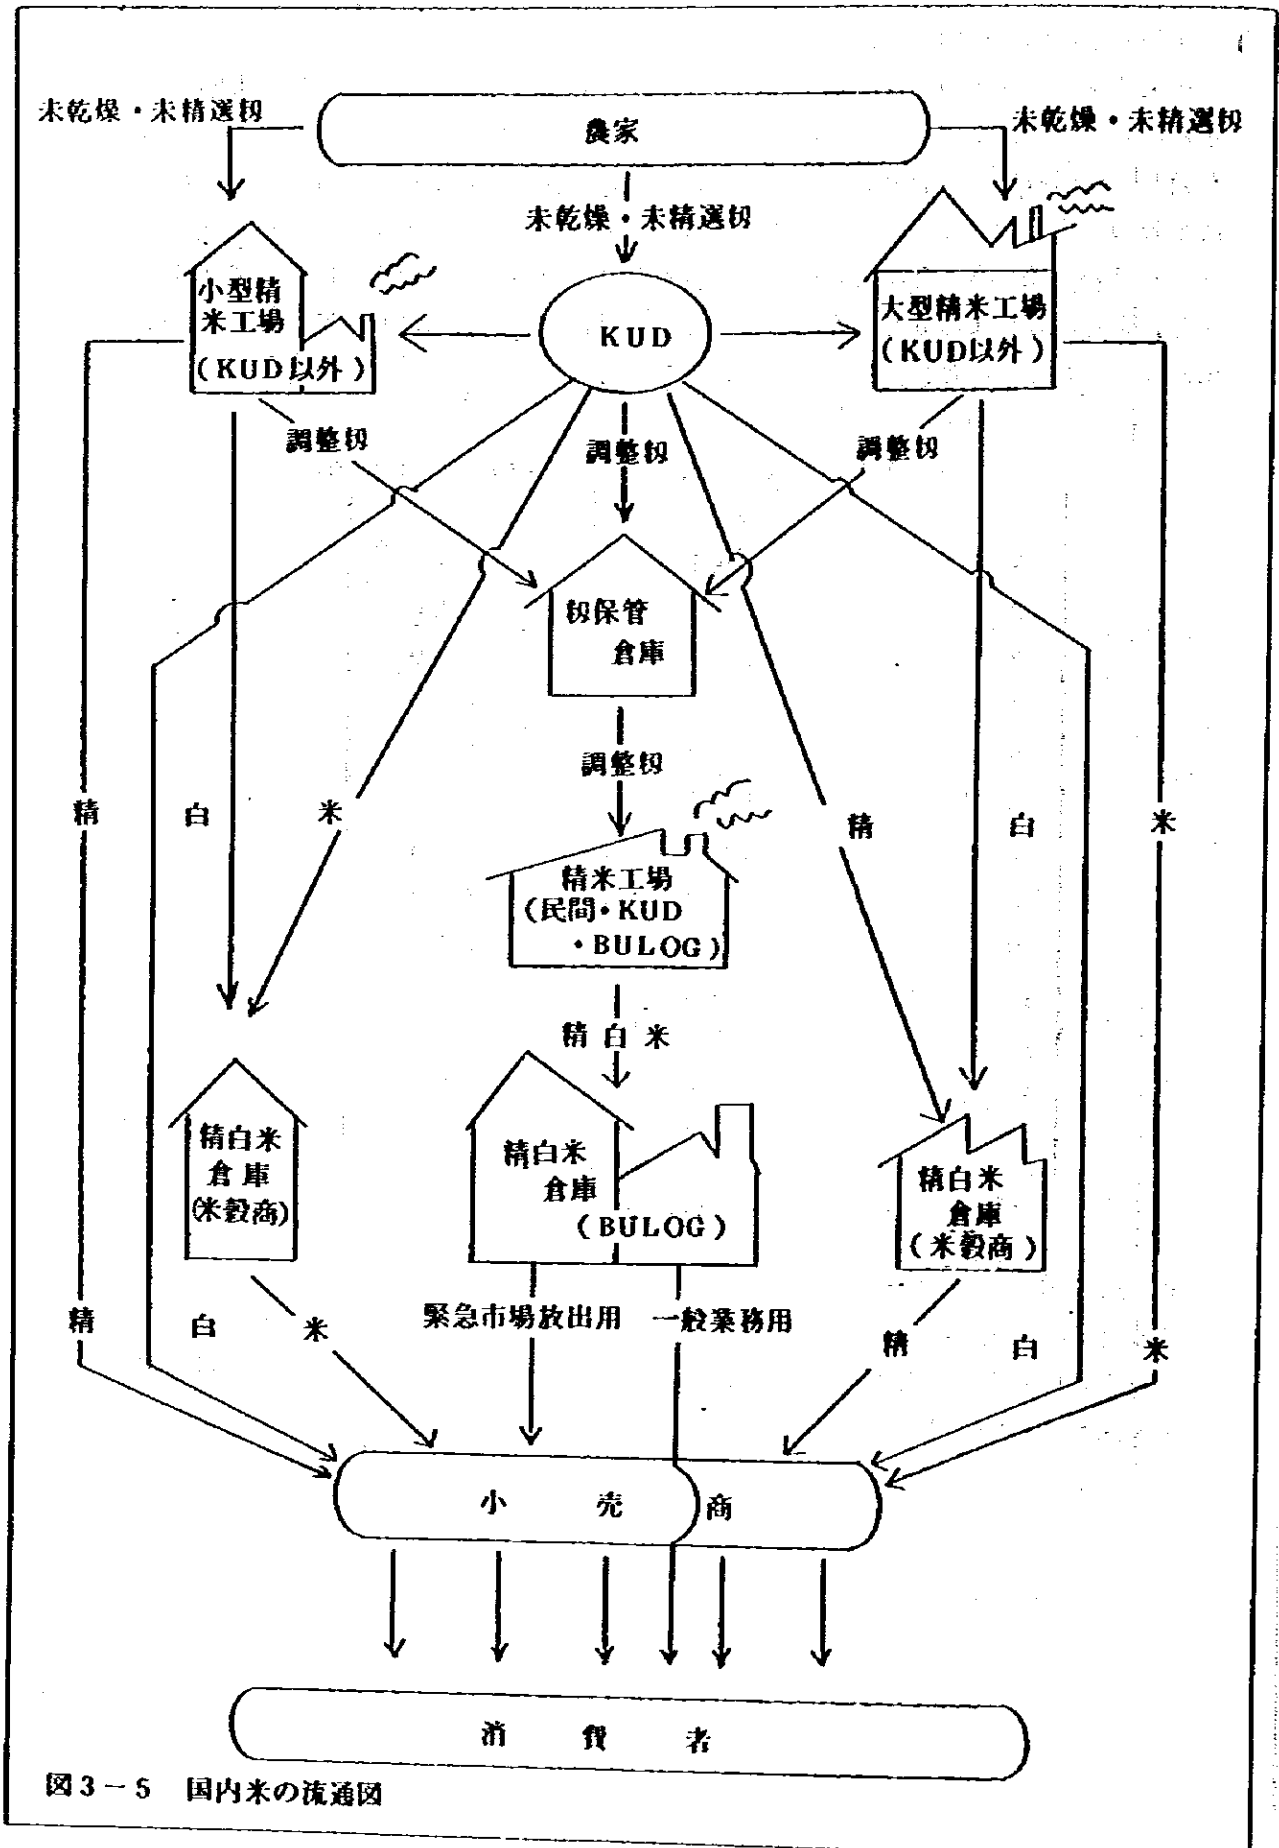 未乾燥・未精選籾
農家
未乾燥・未精選籾
未乾燥・未精選籾
小型精
米工場
(KUD以外)
KUD
大型精米工場
(KUD以外)
調整籾
調整籾
調整籾
籾保管
倉庫
調整籾
精 白 米
精 白 米
精米工場
(民間・KUD
・BULOG)
精 白 米
精白米
倉庫
(米穀商)
精白米
倉庫
(BULOG)
精白米
倉庫
(米穀商)
緊急市場放出用
一般業務用
精 白 米
精 白 米
小 売 商
消 費 者
図3-5 国内米の流通図